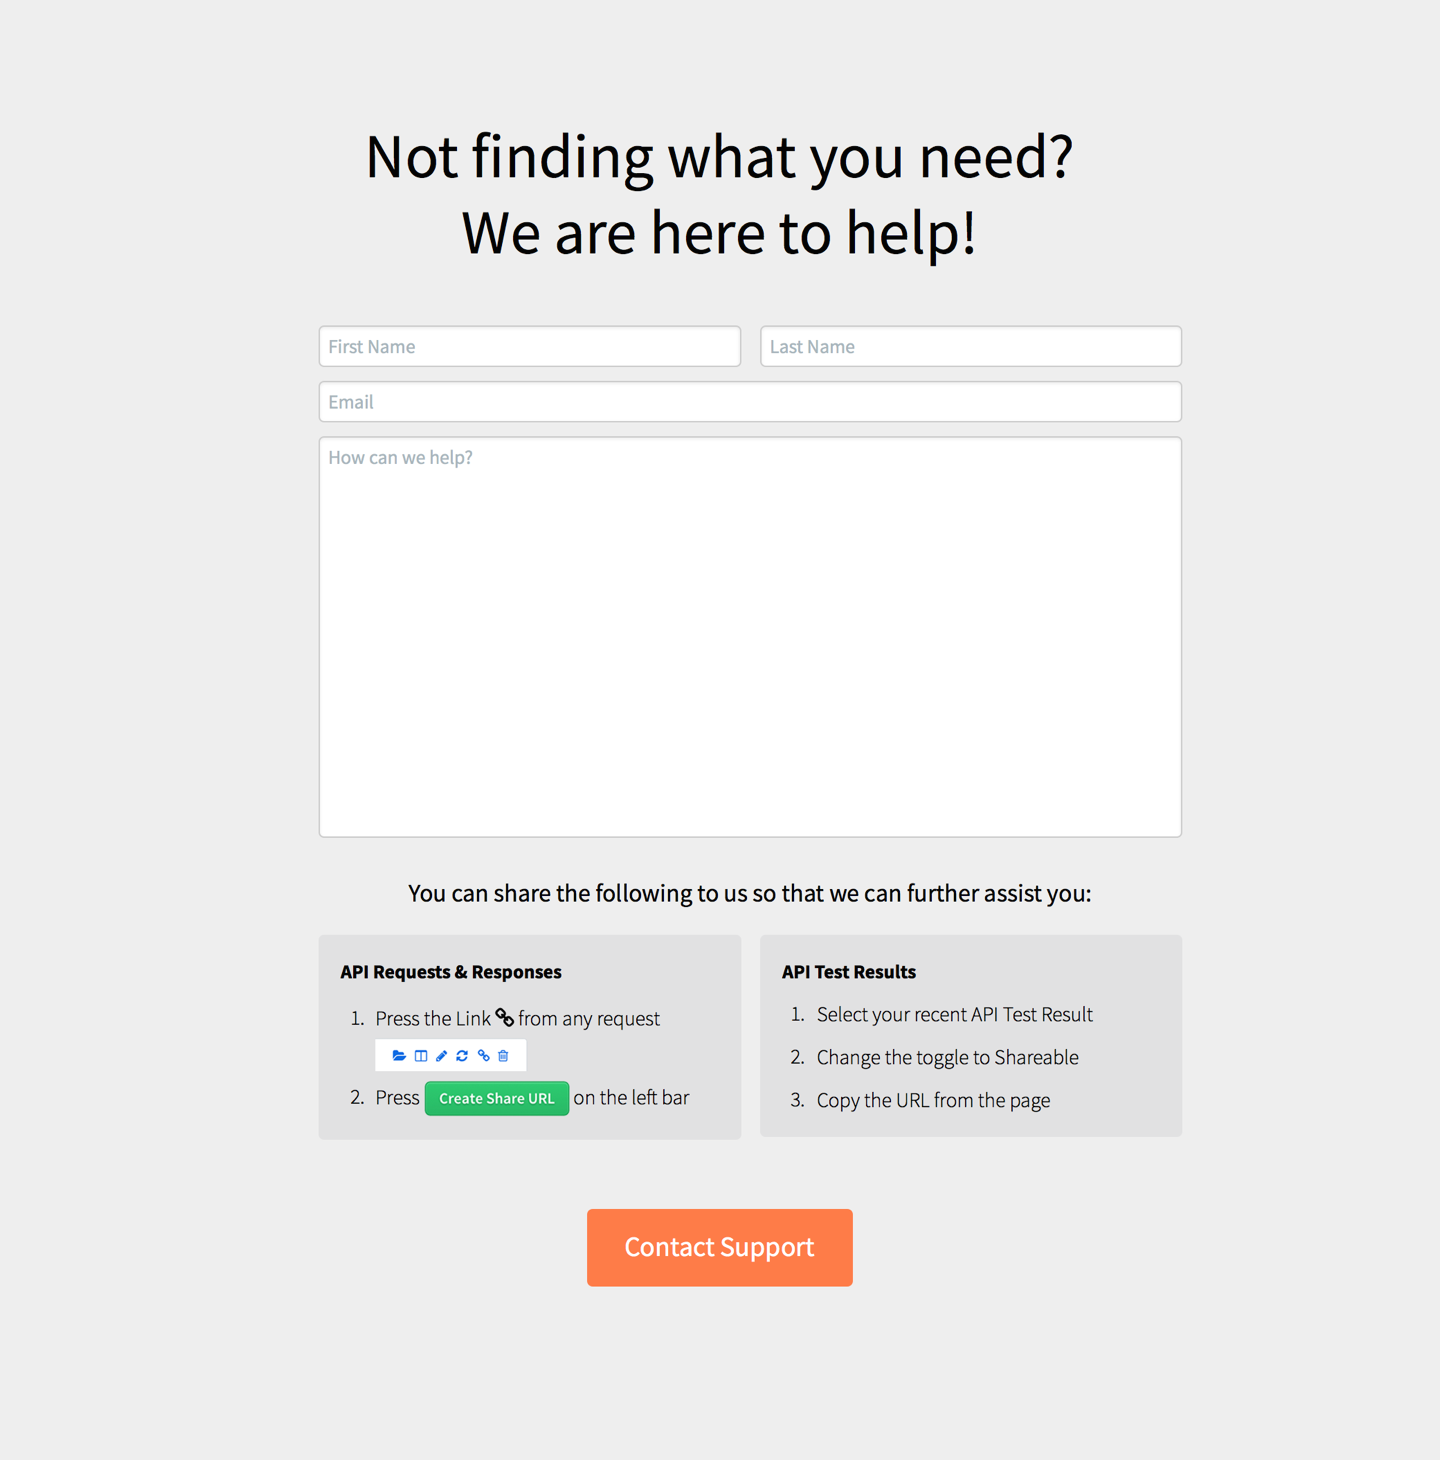 Not finding what you need?
We are here to help!
First Name
Last Name
Email
How can we help?
You can share the following to us so that we can further assist you:
API Requests & Responses
1. Press the Link from any request
2. Press Create Share URL on the left bar
API Test Results
1. Select your recent API Test Result
2. Change the toggle to Shareable
3. Copy the URL from the page
Contact Support